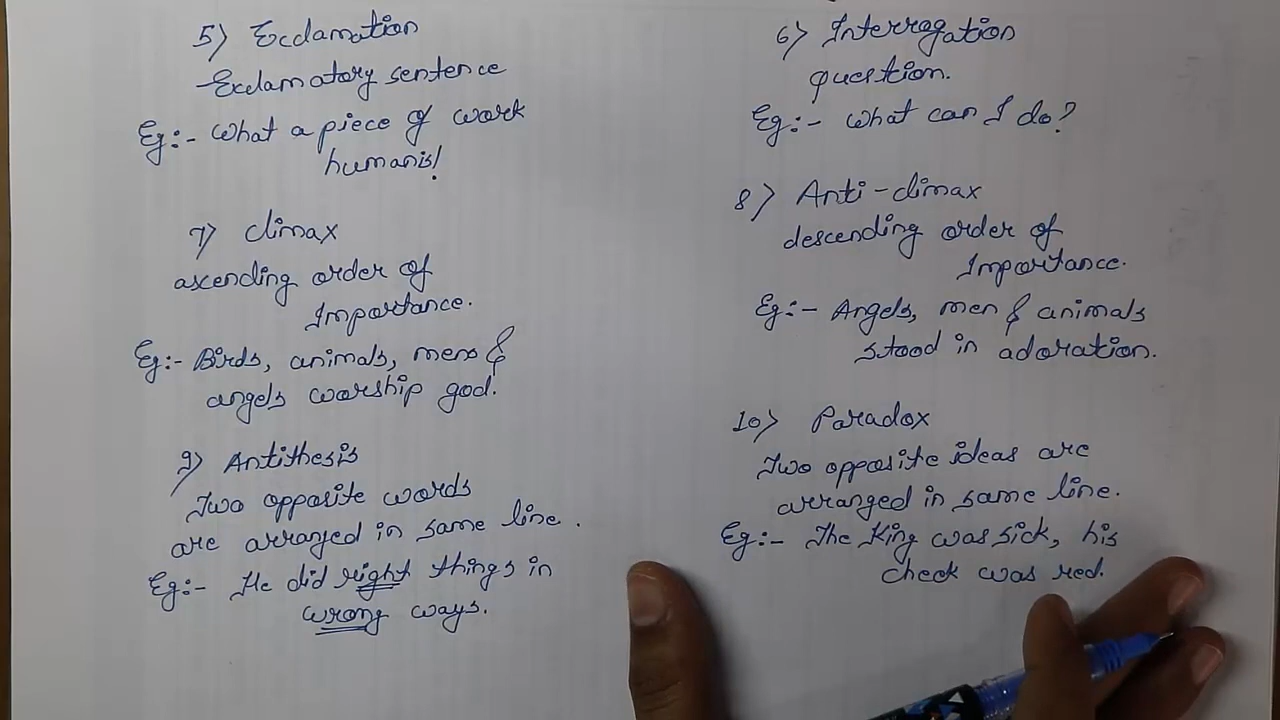 5) Exclamation
-Exclamatory sentence
Eg:- What a piece of work
humanis!
6) Interrogation
question.
Eg:- What can I do?
7) Climax
ascending order of
Importance.
Eg:- Birds, animals, mens &
angels worship god.
8) Anti-climax
descending order of
Importance.
Eg:- Angels, men & animals
stood in adoration.
9) Antithesis
Two opposite words
are arranged in same line.
Eg:- He did right things in
wrong ways.
10) Paradox
Two opposite ideas are
arranged in same line.
Eg:- The King was sick, his
check was red.